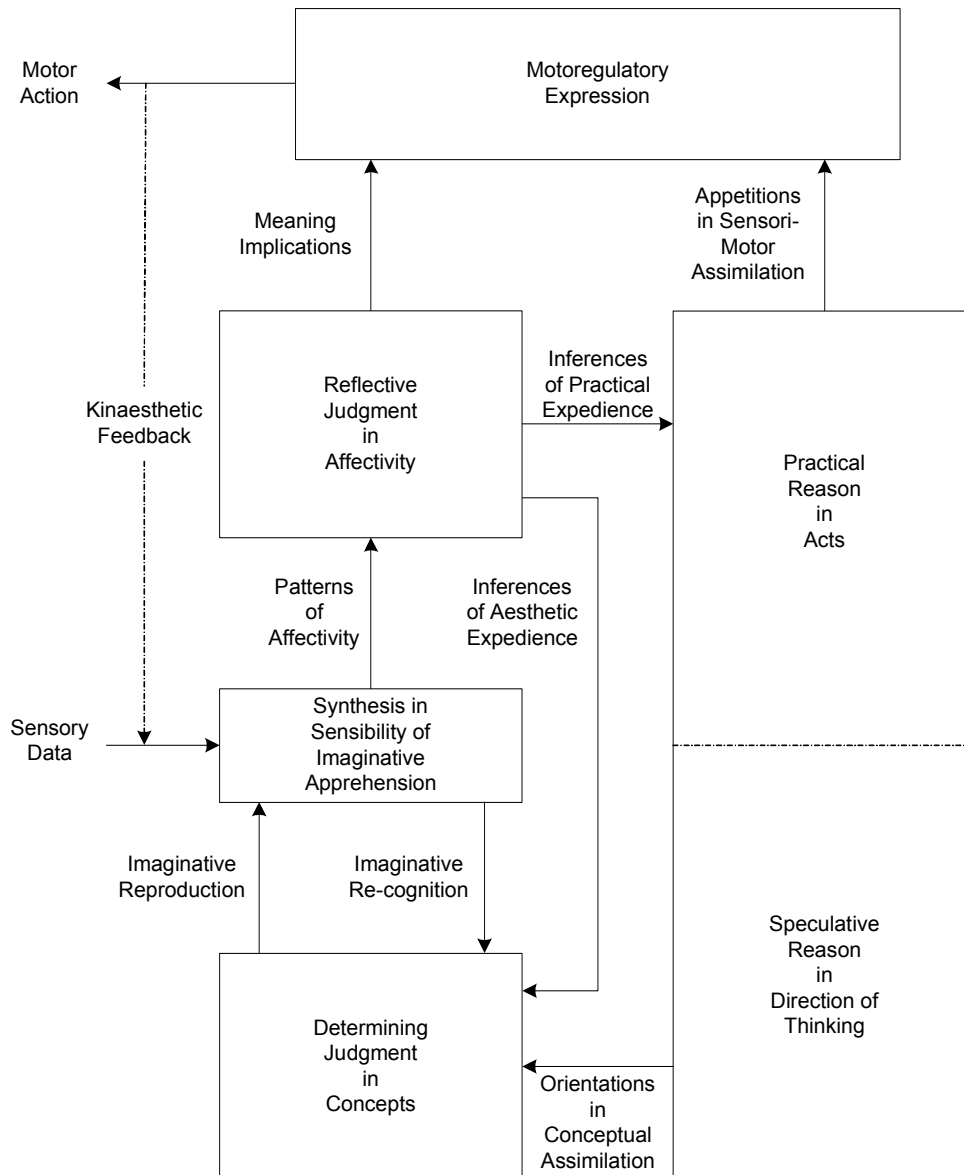 Motor
Action
Motoregulatory
Expression
Meaning
Implications
Appetitions
in Sensori-
Motor
Assimilation
Kinaesthetic
Feedback
Reflective
Judgment
in
Affectivity
Inferences
of Practical
Expedience
Practical
Reason
in
Acts
Patterns
of
Affectivity
Inferences
of Aesthetic
Expedience
Sensory
Data
Synthesis in
Sensibility of
Imaginative
Apprehension
Imaginative
Reproduction
Imaginative
Re-cognition
Speculative
Reason
in
Direction of
Thinking
Determining
Judgment
in
Concepts
Orientations
in
Conceptual
Assimilation